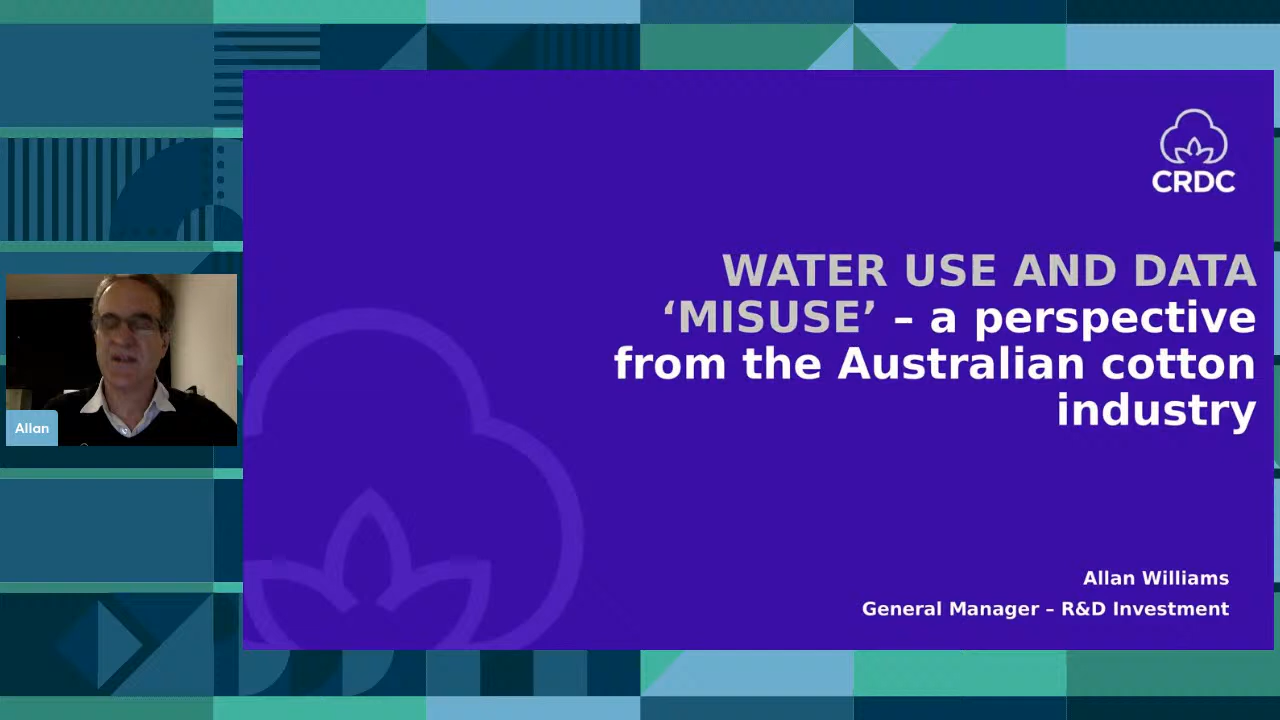 CRDC
WATER USE AND DATA
‘MISUSE’ – a perspective
from the Australian cotton
industry
Allan
Allan Williams
General Manager – R&D Investment